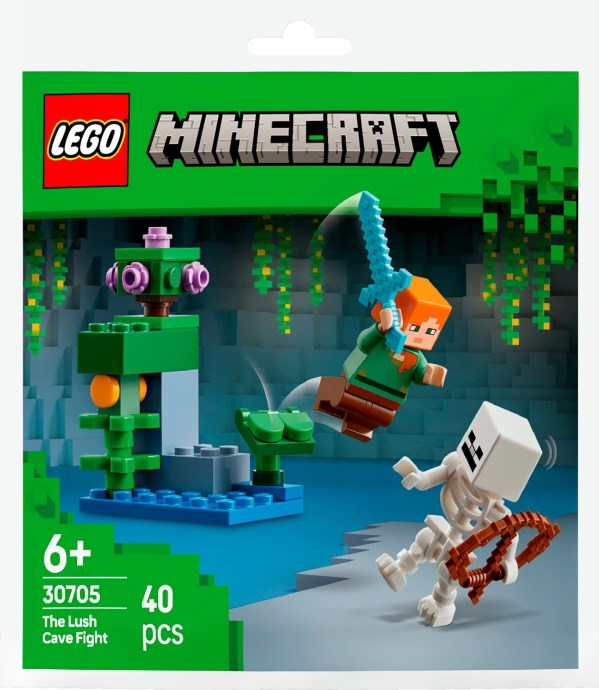 LEGO
MINECRAFT
6+
30705
The Lush
Cave Fight
40
pcs